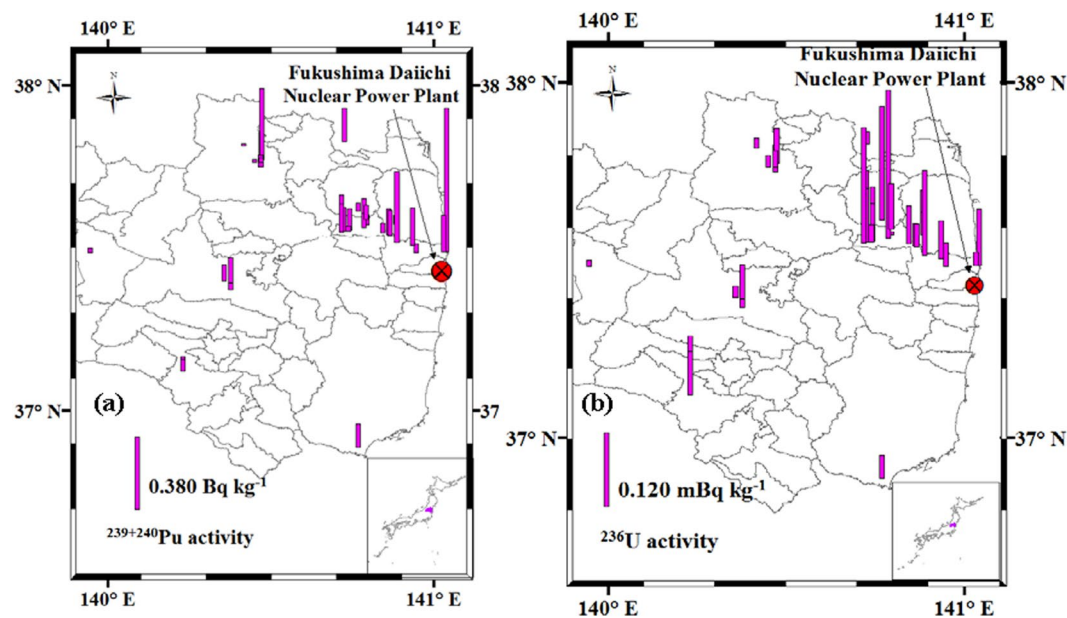 140° E
141° E
N
Fukushima Daiichi
Nuclear Power Plant
38° N
38°
37° N
37
(a)
0.380 Bq kg⁻¹
²³⁹⁺²⁴⁰Pu activity
140° E
141° E
140° E
141° E
N
Fukushima Daiichi
Nuclear Power Plant
38° N
37° N
37° N
(b)
0.120 mBq kg⁻¹
²³⁶U activity
140° E
141° E